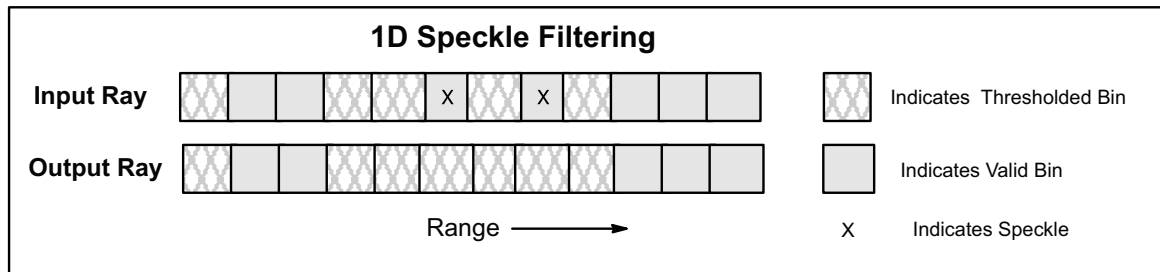 1D Speckle Filtering
Input Ray
X X
Indicates Thresholded Bin
Output Ray
Indicates Valid Bin
Range
X Indicates Speckle